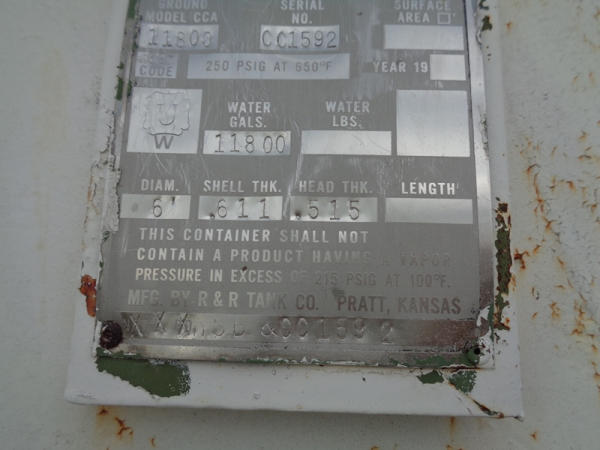 GROUND SERIAL SURFACE
MODEL CCA NO. AREA
11800 CC1592
CODE 250 PSIG AT 650°F YEAR 19
U
W
WATER GALS. WATER LBS.
11800
DIAM. SHELL THK. HEAD THK. LENGTH
6' .611 .515
THIS CONTAINER SHALL NOT
CONTAIN A PRODUCT HAVING A VAPOR
PRESSURE IN EXCESS OF 215 PSIG AT 100°F.
MFG. BY R & R TANK CO. PRATT, KANSAS